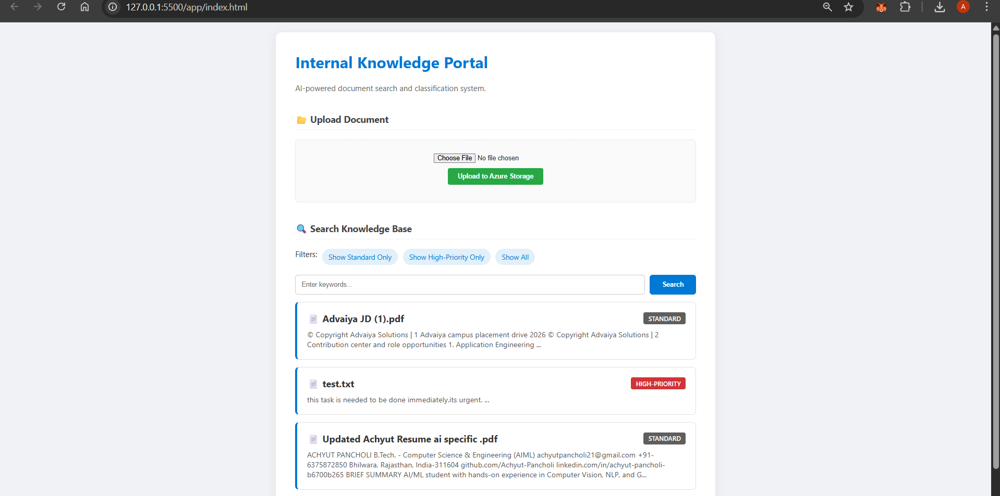 127.0.0.1:5500/app/index.html
A
Internal Knowledge Portal
AI-powered document search and classification system.
Upload Document
Choose File No file chosen
Upload to Azure Storage
Search Knowledge Base
Filters: Show Standard Only Show High-Priority Only Show All
Enter keywords... Search
Advaiya JD (1).pdf STANDARD
© Copyright Advaiya Solutions | 1 Advaiya campus placement drive 2026 © Copyright Advaiya Solutions | 2
Contribution center and role opportunities 1. Application Engineering ...
test.txt HIGH-PRIORITY
this task is needed to be done immediately.its urgent. ...
Updated Achyut Resume ai specific .pdf STANDARD
ACHYUT PANCHOLI B.Tech. - Computer Science & Engineering (AIML) achyutpancholi21@gmail.com +91-
6375872850 Bhilwara, Rajasthan, India-311604 github.com/Achyut-Pancholi linkedin.com/in/achyut-pancholi-
b6700b265 BRIEF SUMMARY AI/ML student with hands-on experience in Computer Vision, NLP, and G...